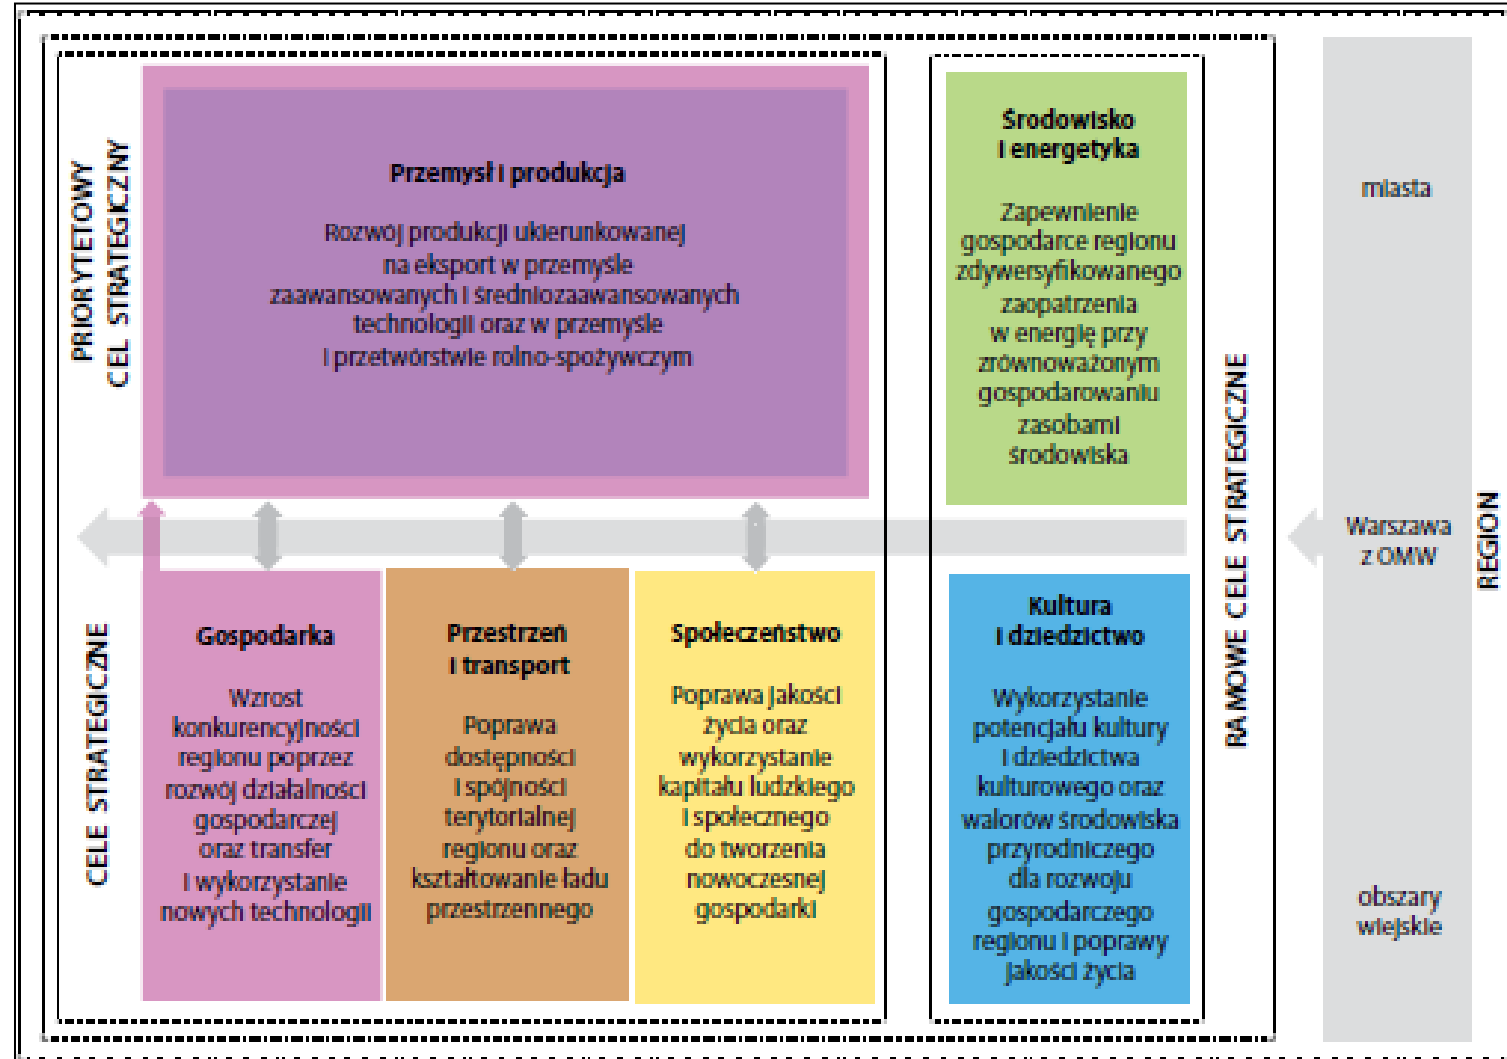 PRIORYTETOWY
CEL STRATEGICZNY
Przemysł i produkcja
Rozwój produkcji ukierunkowanej
na eksport w przemyśle
zaawansowanych i średniozaawansowanych
technologii oraz w przemyśle
i przetwórstwie rolno-spożywczym
Środowisko
i energetyka
Zapewnienie
gospodarce regionu
zdywersyfikowanego
zaopatrzenia
w energię przy
zrównoważonym
gospodarowaniu
zasobami
środowiska
CELE STRATEGICZNE
Gospodarka
Wzrost
konkurencyjności
regionu poprzez
rozwój działalności
gospodarczej
oraz transfer
i wykorzystanie
nowych technologii
Przestrzeń
i transport
Poprawa
dostępności
i spójności
terytorialnej
regionu oraz
kształtowanie ładu
przestrzennego
Społeczeństwo
Poprawa jakości
życia oraz
wykorzystanie
kapitału ludzkiego
i społecznego
do tworzenia
nowoczesnej
gospodarki
Kultura
i dziedzictwo
Wykorzystanie
potencjału kultury
i dziedzictwa
kulturowego oraz
walorów środowiska
przyrodniczego
dla rozwoju
gospodarczego
regionu i poprawy
jakości życia
RAMOWE CELE STRATEGICZNE
miasta
Warszawa
z OMW
obszary
wiejskie
REGION